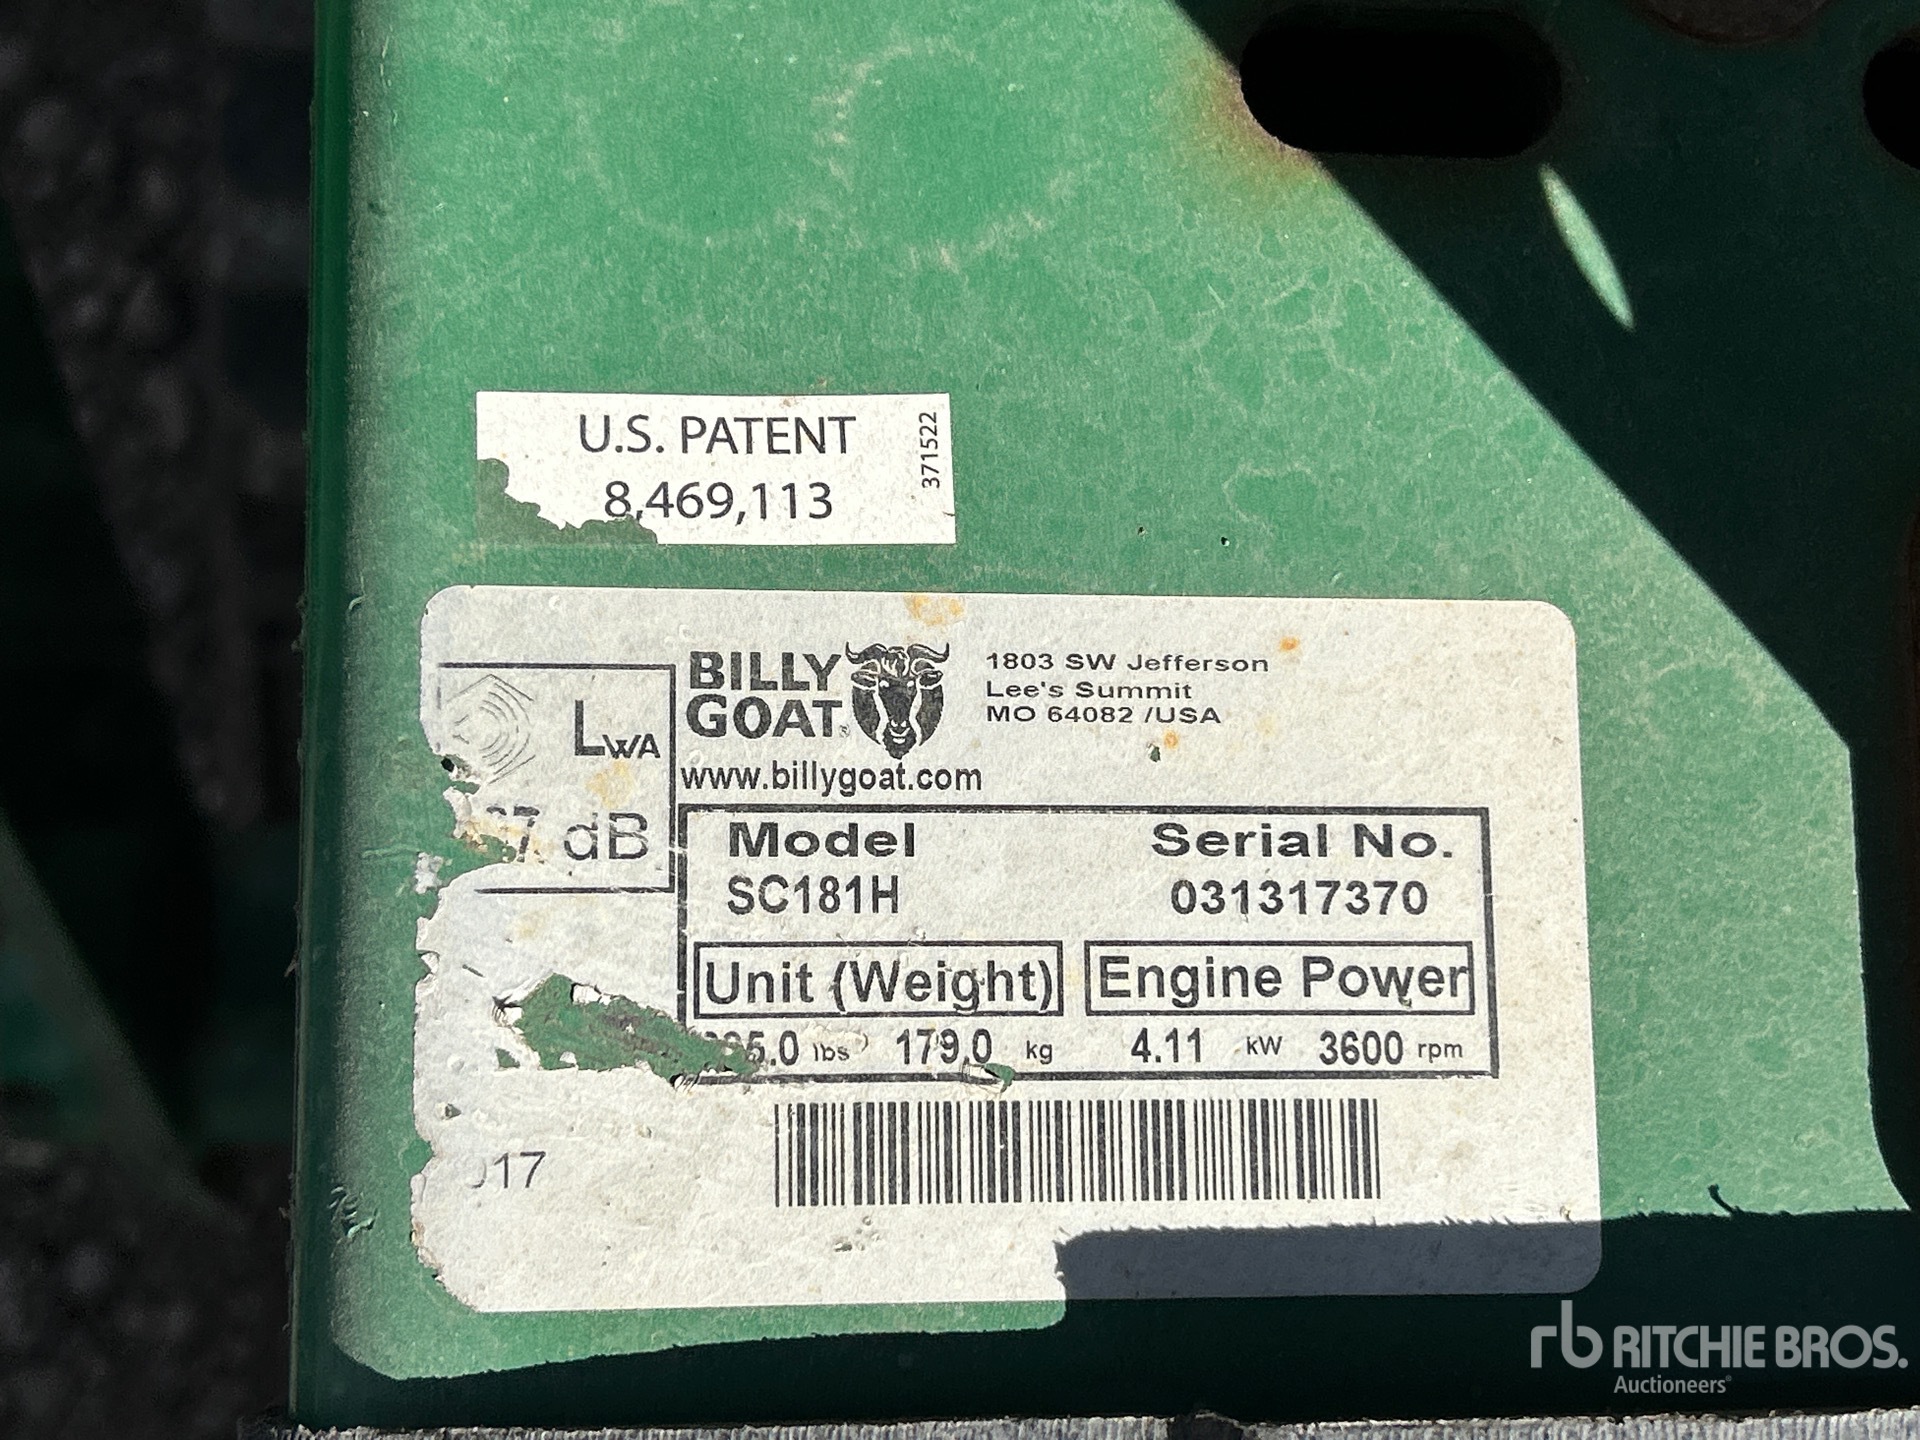 U.S. PATENT
8,469,113
371522
BILLY
GOAT
1803 SW Jefferson
Lee's Summit
MO 64082 /USA
www.billygoat.com
LWA
dB
Model
Serial No.
SC181H
031317370
Unit (Weight)
Engine Power
lbs 179.0 kg
4.11 kW 3600 rpm
rb RITCHIE BROS.
Auctioneers